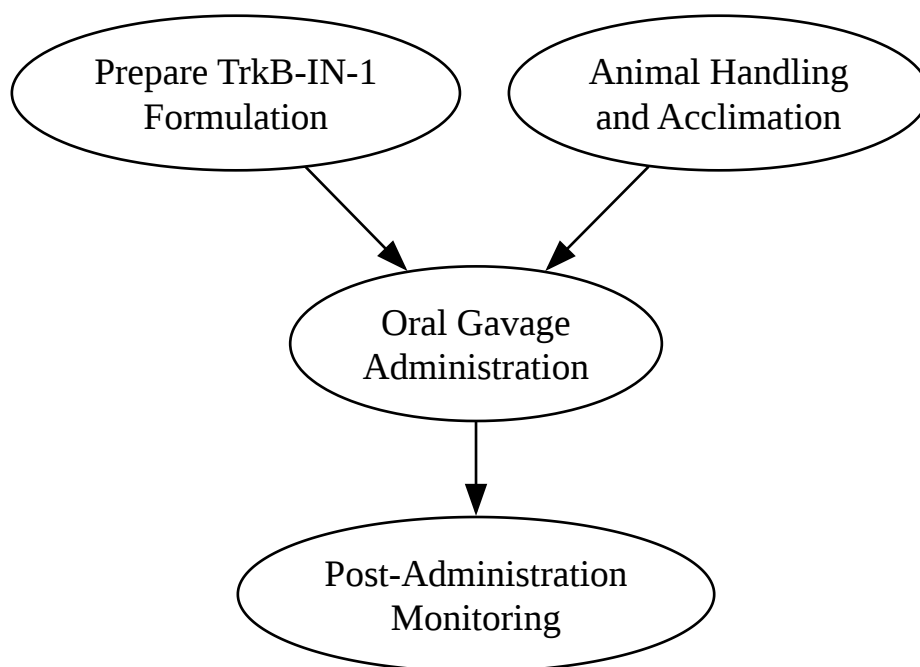 Prepare TrkB-IN-1
Formulation
Animal Handling
and Acclimation
Oral Gavage
Administration
Post-Administration
Monitoring